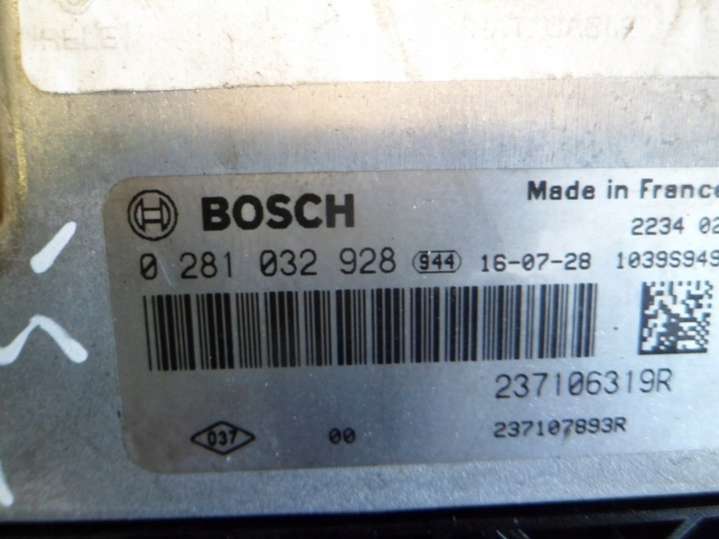 BOSCH
Made in France
2234 02
0 281 032 928 944 16-07-28 1039S949
237106319R
037 00 237107893R